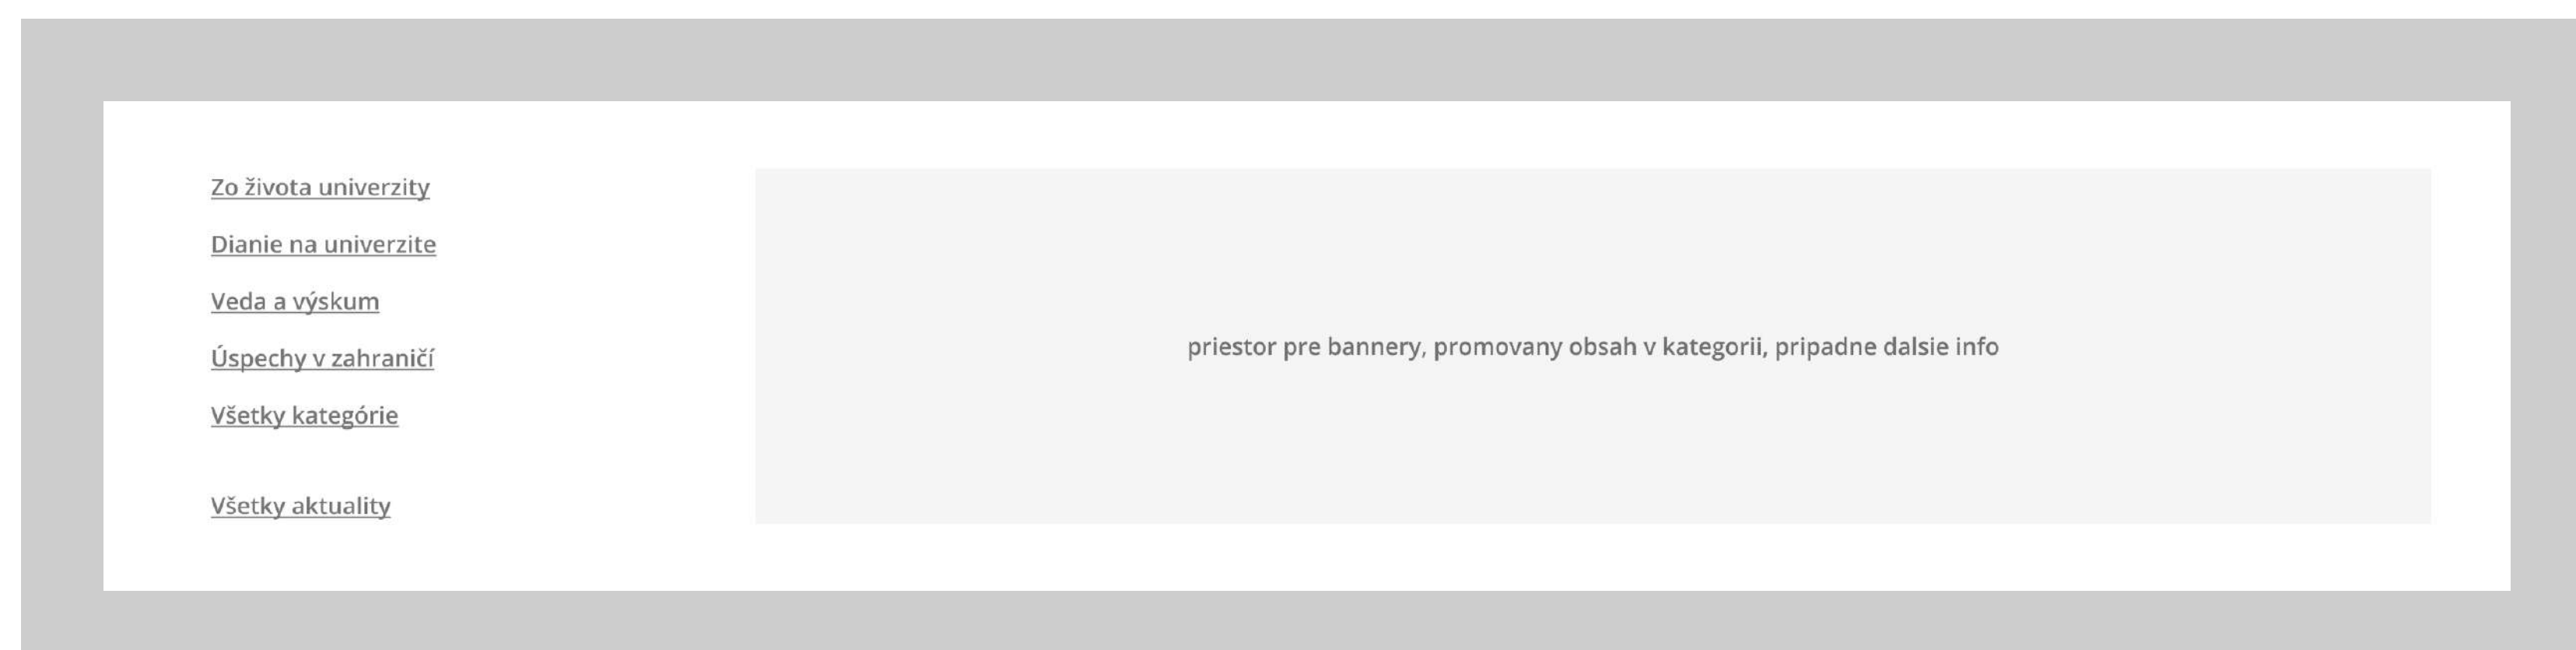 Zo života univerzity
Dianie na univerzite
Veda a výskum
Úspechy v zahraničí
Všetky kategórie
Všetky aktuality
priestor pre bannery, promovany obsah v kategorii, pripadne dalsie info